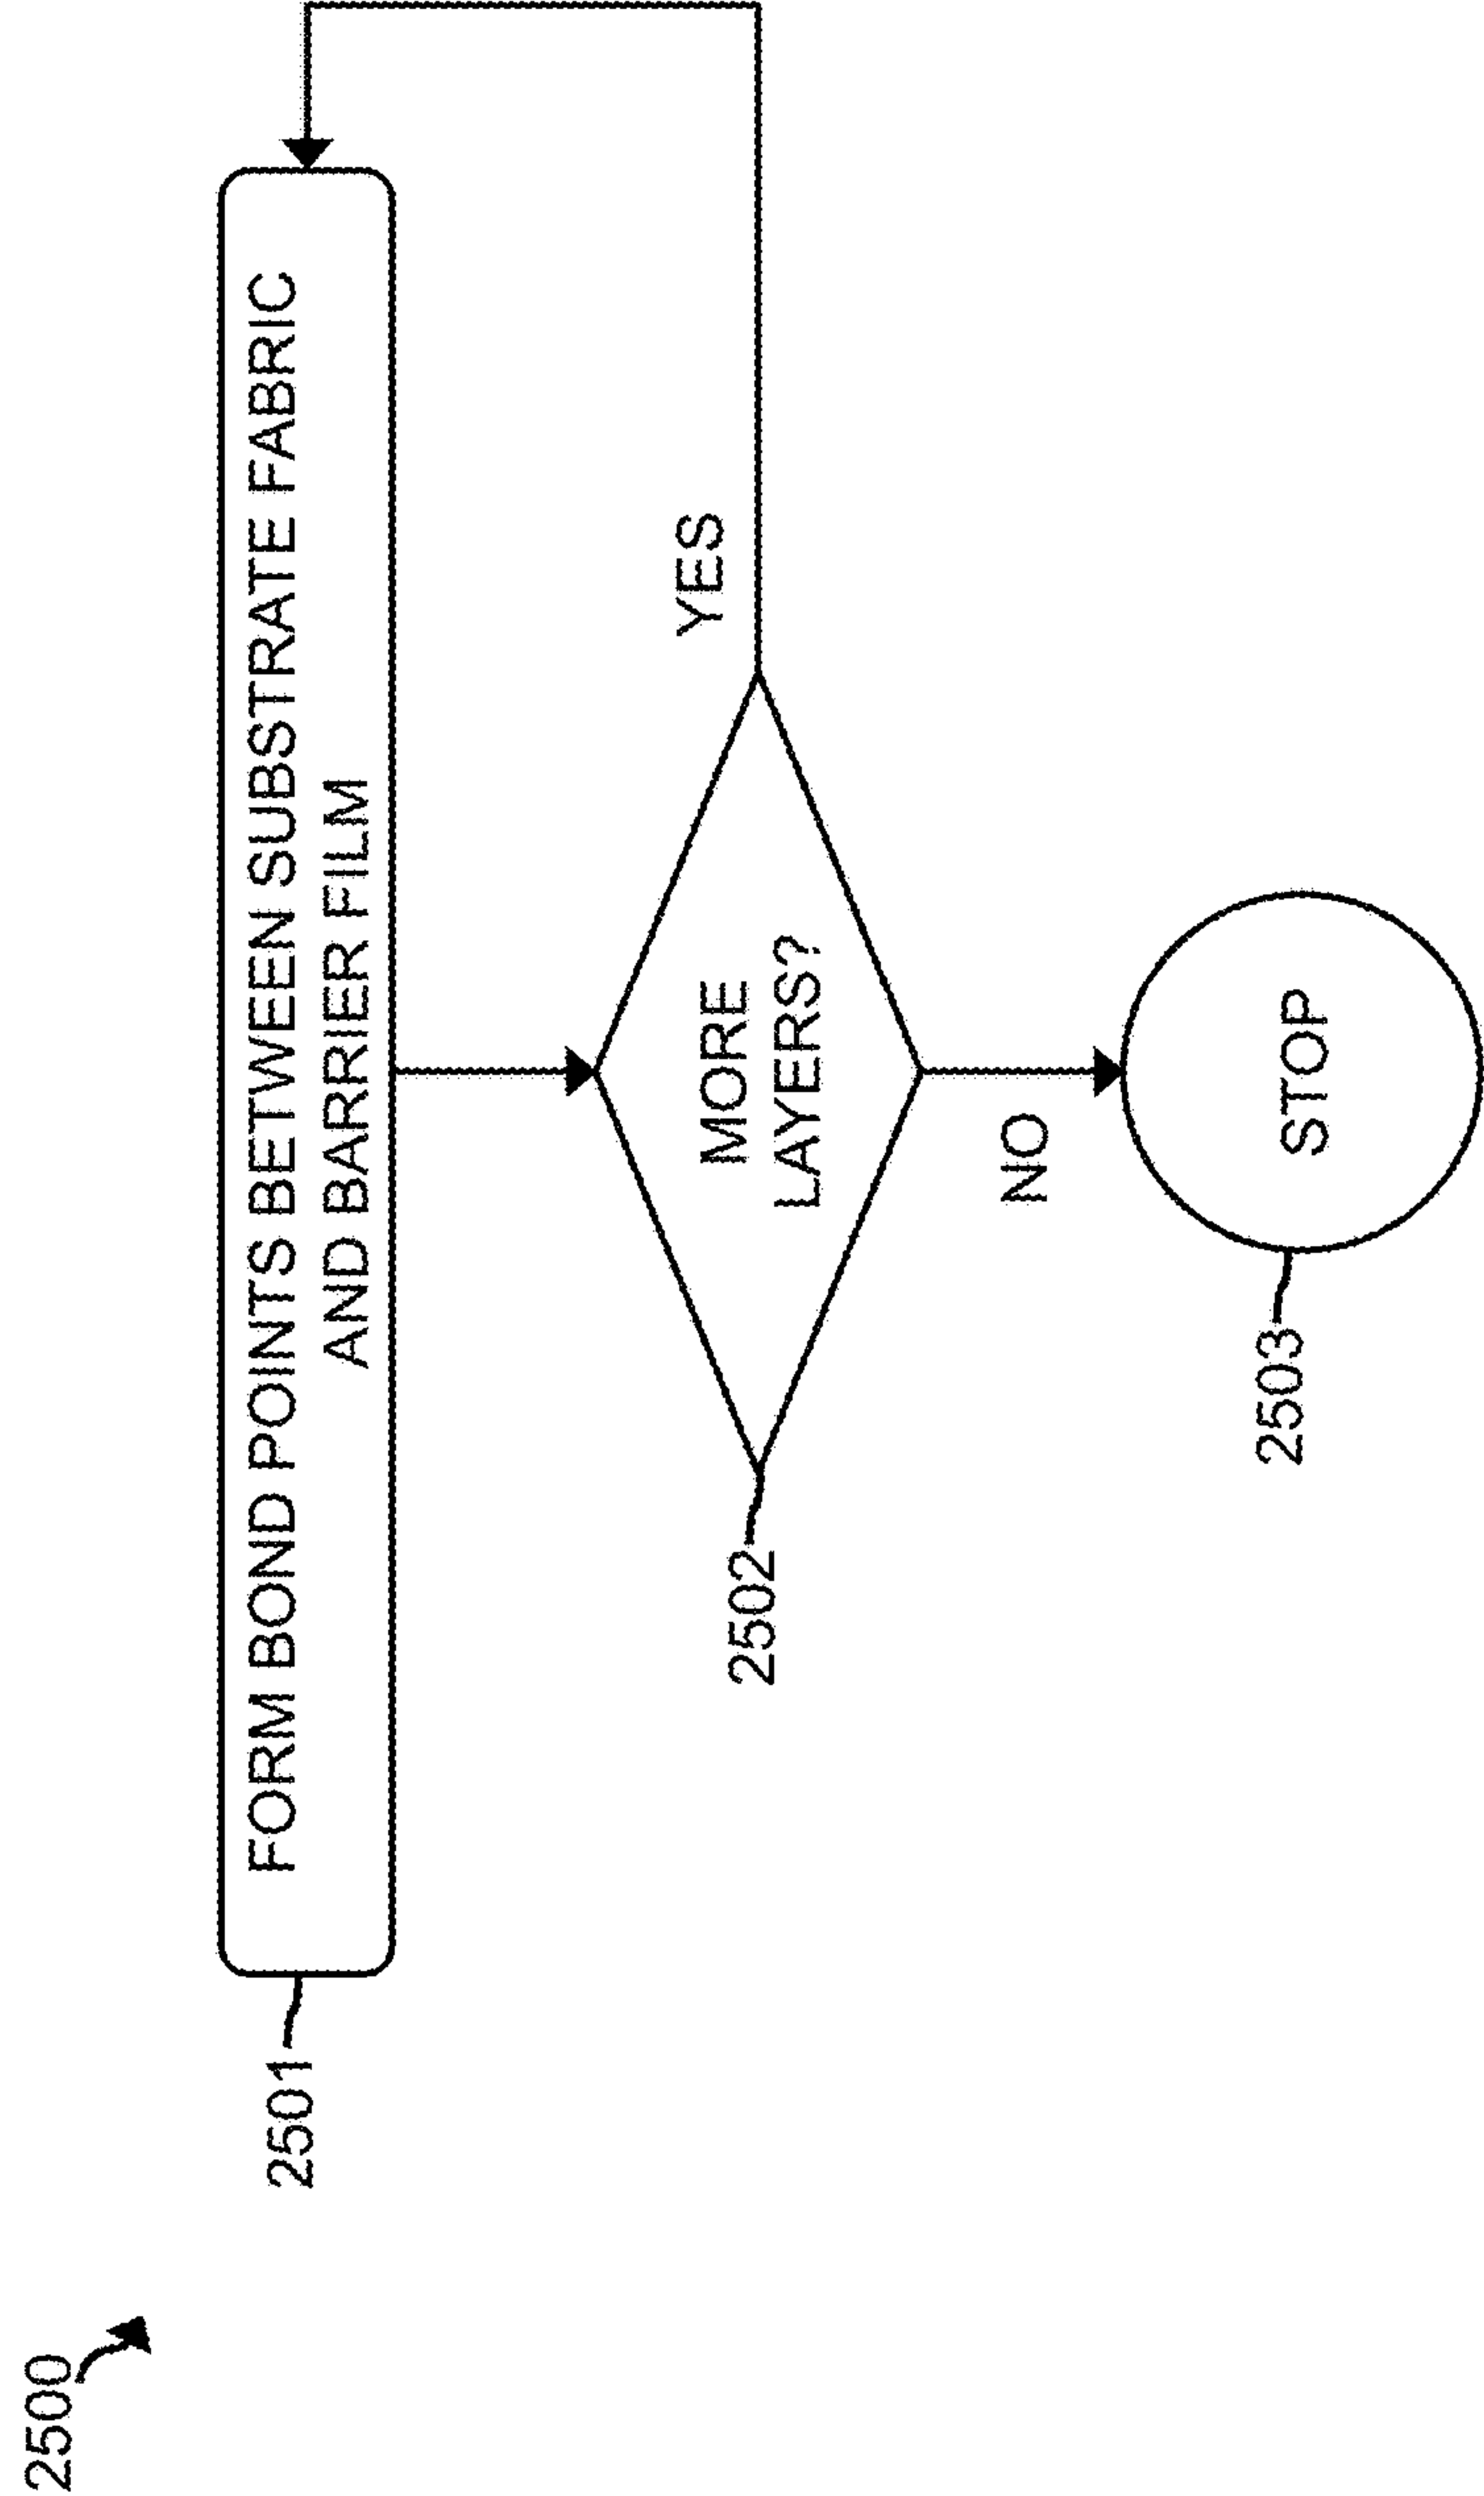 2500
2501
FORM BOND POINTS BETWEEN SUBSTRATE FABRIC
AND BARRIER FILM
YES
MORE
LAYERS?
2502
NO
STOP
2503